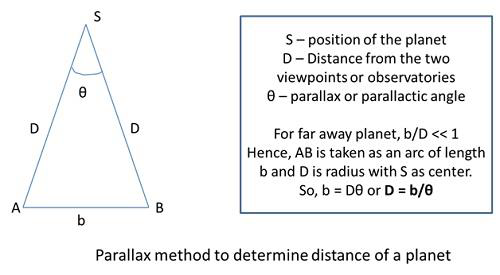 S
θ
D
D
A
B
b
S – position of the planet
D – Distance from the two
viewpoints or observatories
θ – parallax or parallactic angle
For far away planet, b/D << 1
Hence, AB is taken as an arc of length
b and D is radius with S as center.
So, b = Dθ or D = b/θ
Parallax method to determine distance of a planet